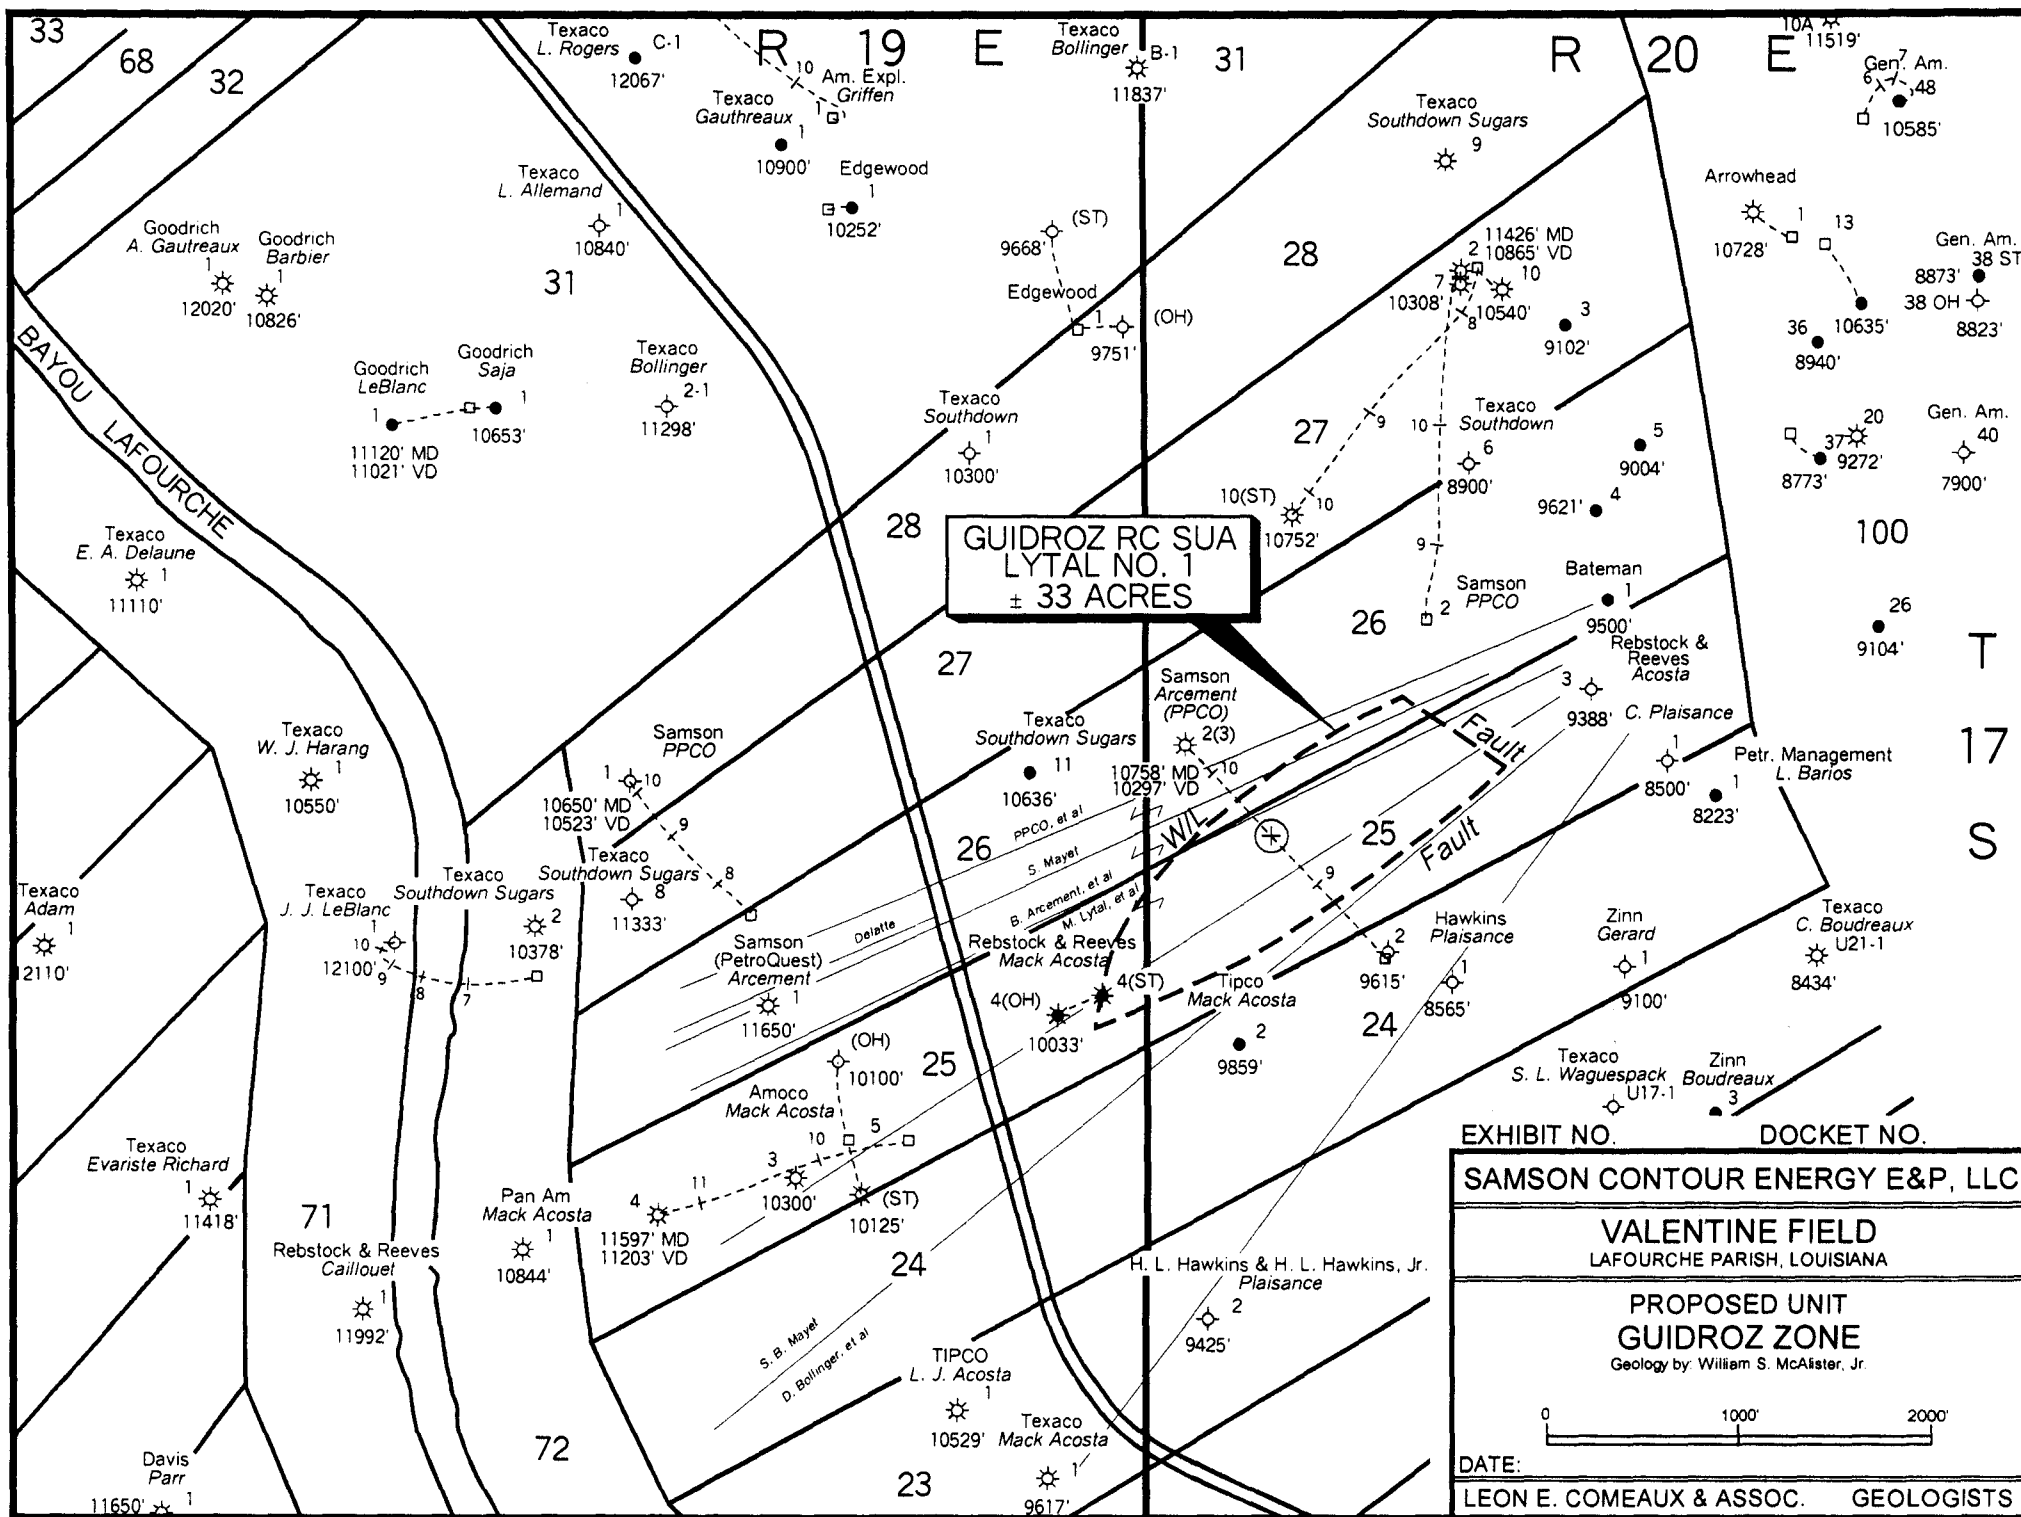 33
68
32
Texaco
L. Rogers
C-1
12067'
R 19 E
10
Am. Expl.
Griffen
1
Texaco
Gauthreaux
1
10900'
Edgewood
1
10252'
Texaco
Bollinger
B-1
11837'
31
R 20 E
10A
11519'
Gen. Am.
6
7
48
10585'
Texaco
Southdown Sugars
9
Arrowhead
1
10728'
13
10635'
Gen. Am.
38 ST
8873'
38 OH
8823'
Texaco
L. Allemand
1
10840'
Goodrich
A. Gautreaux
1
12020'
Goodrich
Barbier
1
10826'
31
(ST)
9668'
Edgewood
1
(OH)
9751'
28
11426' MD
10865' VD
2
7
10308'
10
10540'
8
3
9102'
36
8940'
BAYOU LAFOURCHE
Goodrich
LeBlanc
1
11120' MD
11021' VD
Goodrich
Saja
1
10653'
Texaco
Bollinger
2-1
11298'
Texaco
Southdown
1
10300'
27
9
10
Texaco
Southdown
6
8900'
5
9004'
4
9621'
20
37
9272'
8773'
Gen. Am.
40
7900'
100
10(ST)
10
10752'
9
28
GUIDROZ RC SUA
LYTAL NO. 1
± 33 ACRES
Texaco
E. A. Delaune
1
11110'
Samson
PPCO
2
26
Bateman
1
9500'
26
9104'
T
17
S
27
Rebstock &
Reeves
Acosta
3
9388'
C. Plaisance
1
8500'
Petr. Management
L. Barios
1
8223'
Samson
Arcement
(PPCO)
2(3)
10
10758' MD
10297' VD
Texaco
Southdown Sugars
11
10636'
Fault
Fault
W/L
25
9
Texaco
W. J. Harang
1
10550'
Samson
PPCO
1
10
10650' MD
10523' VD
9
8
26
PPCO, et al
S. Mayet
B. Arcement, et al
M. Lytal, et al
Delatte
Texaco
Southdown Sugars
8
11333'
Texaco
Southdown Sugars
2
10378'
Texaco
J. J. LeBlanc
1
10
12100'
9
8
7
Texaco
Adam
1
12110'
Samson
(PetroQuest)
Arcement
1
11650'
Rebstock & Reeves
Mack Acosta
4(OH)
4(ST)
10033'
Tipco
Mack Acosta
2
9859'
2
9615'
Hawkins
Plaisance
1
8565'
Zinn
Gerard
1
9100'
Texaco
C. Boudreaux
U21-1
8434'
24
25
(OH)
10100'
Amoco
Mack Acosta
10
5
3
10300'
11
4
11597' MD
11203' VD
(ST)
10125'
Texaco
S. L. Waguespack
U17-1
Zinn
Boudreaux
3
Texaco
Evariste Richard
1
11418'
71
Rebstock & Reeves
Caillouet
1
11992'
Pan Am
Mack Acosta
1
10844'
24
S. B. Mayet
D. Bollinger, et al
H. L. Hawkins & H. L. Hawkins, Jr.
Plaisance
2
9425'
TIPCO
L. J. Acosta
1
10529'
Texaco
Mack Acosta
1
9617'
72
23
Davis
Parr
1
11650'
EXHIBIT NO. DOCKET NO.
SAMSON CONTOUR ENERGY E&P, LLC
VALENTINE FIELD
LAFOURCHE PARISH, LOUISIANA
PROPOSED UNIT
GUIDROZ ZONE
Geology by: William S. McAlister, Jr.
0 1000' 2000'
DATE:
LEON E. COMEAUX & ASSOC. GEOLOGISTS